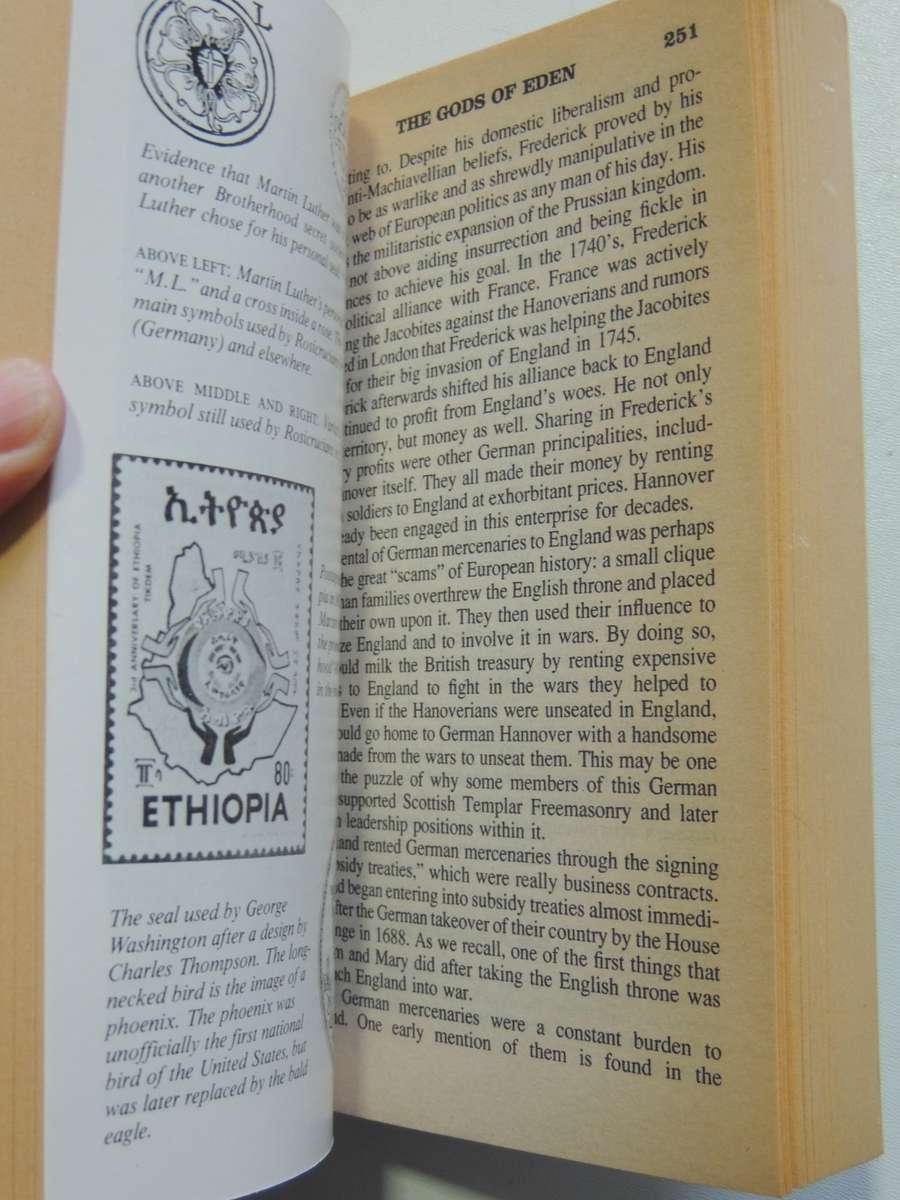 L
Evidence that Martin Luther
another Brotherhood secret
Luther chose for his personal
ABOVE LEFT: Martin Luther's
"M.L." and a cross inside a rose.
main symbols used by Rosicrucians
(Germany) and elsewhere.
ABOVE MIDDLE AND RIGHT:
symbol still used by Rosicrucians
ኢትዮጵያ
3rd ANNIVERSARY OF ETHIOPIA
TIKDEM
80
ETHIOPIA
The seal used by George
Washington after a design by
Charles Thompson. The long-
necked bird is the image of a
phoenix. The phoenix was
unofficially the first national
bird of the United States, but
was later replaced by the bald
eagle.
THE GODS OF EDEN
251
ting to. Despite his domestic liberalism and pro-
nti-Machiavellian beliefs, Frederick proved by his
o be as warlike and as shrewdly manipulative in the
web of European politics as any man of his day. His
s the militaristic expansion of the Prussian kingdom.
not above aiding insurrection and being fickle in
nces to achieve his goal. In the 1740's, Frederick
olitical alliance with France. France was actively
ng the Jacobites against the Hanoverians and rumors
ed in London that Frederick was helping the Jacobites
for their big invasion of England in 1745.
rick afterwards shifted his alliance back to England
tinued to profit from England's woes. He not only
erritory, but money as well. Sharing in Frederick's
y profits were other German principalities, includ-
nover itself. They all made their money by renting
soldiers to England at exhorbitant prices. Hannover
eady been engaged in this enterprise for decades.
ental of German mercenaries to England was perhaps
he great "scams" of European history: a small clique
man families overthrew the English throne and placed
their own upon it. They then used their influence to
ze England and to involve it in wars. By doing so,
ould milk the British treasury by renting expensive
s to England to fight in the wars they helped to
Even if the Hanoverians were unseated in England,
ould go home to German Hannover with a handsome
made from the wars to unseat them. This may be one
the puzzle of why some members of this German
supported Scottish Templar Freemasonry and later
leadership positions within it.
land rented German mercenaries through the signing
bsidy treaties," which were really business contracts.
nd began entering into subsidy treaties almost immedi-
fter the German takeover of their country by the House
nge in 1688. As we recall, one of the first things that
m and Mary did after taking the English throne was
nch England into war.
German mercenaries were a constant burden to
nd. One early mention of them is found in the